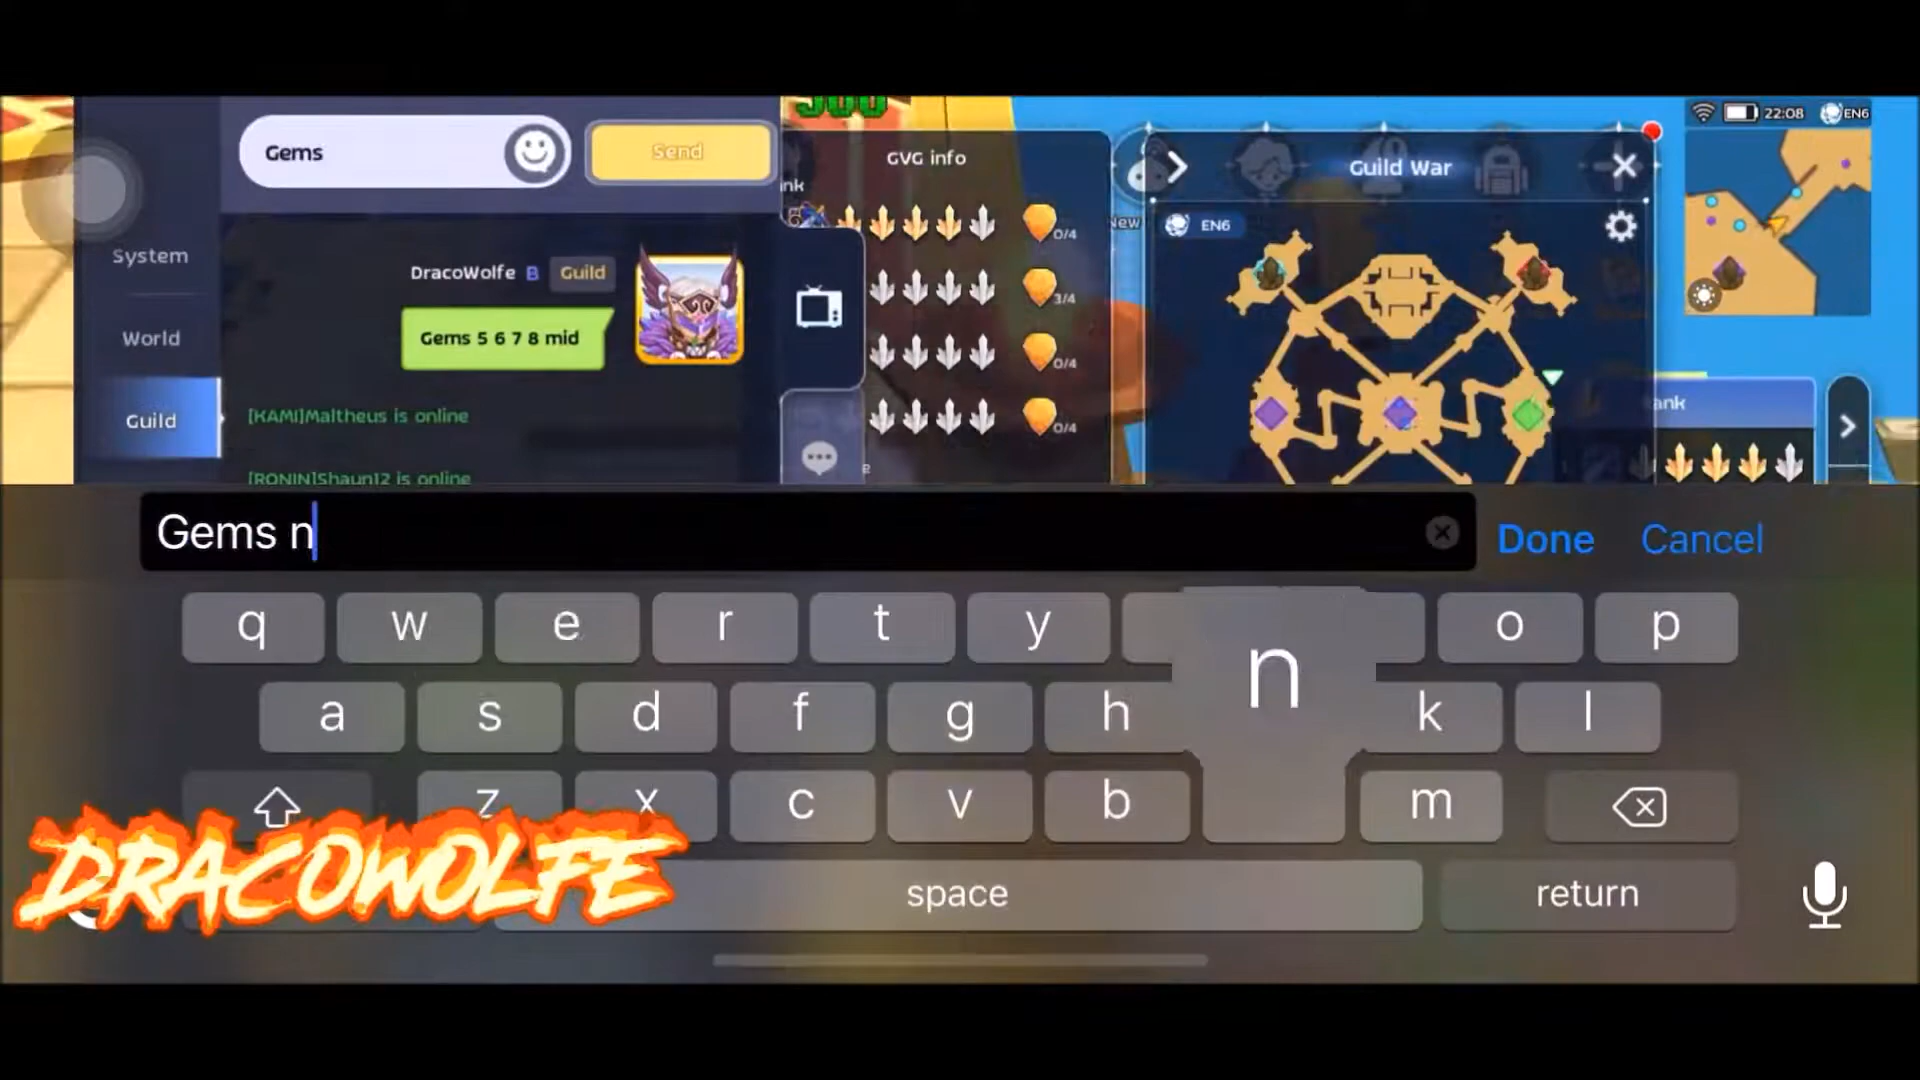 Gems
Send
System
World
Guild
DracoWolfe B Guild
Gems 5 6 7 8 mid
[KAMI]Maltheus is online
[RONIN]Shaun12 is online
GVG info
0/4
3/4
0/4
0/4
New
Guild War
EN6
22:08 EN6
Gems n
Done
Cancel
q w e r t y o p
n
a s d f g h k l
z x c v b m
space
return
DRACOWOLFE